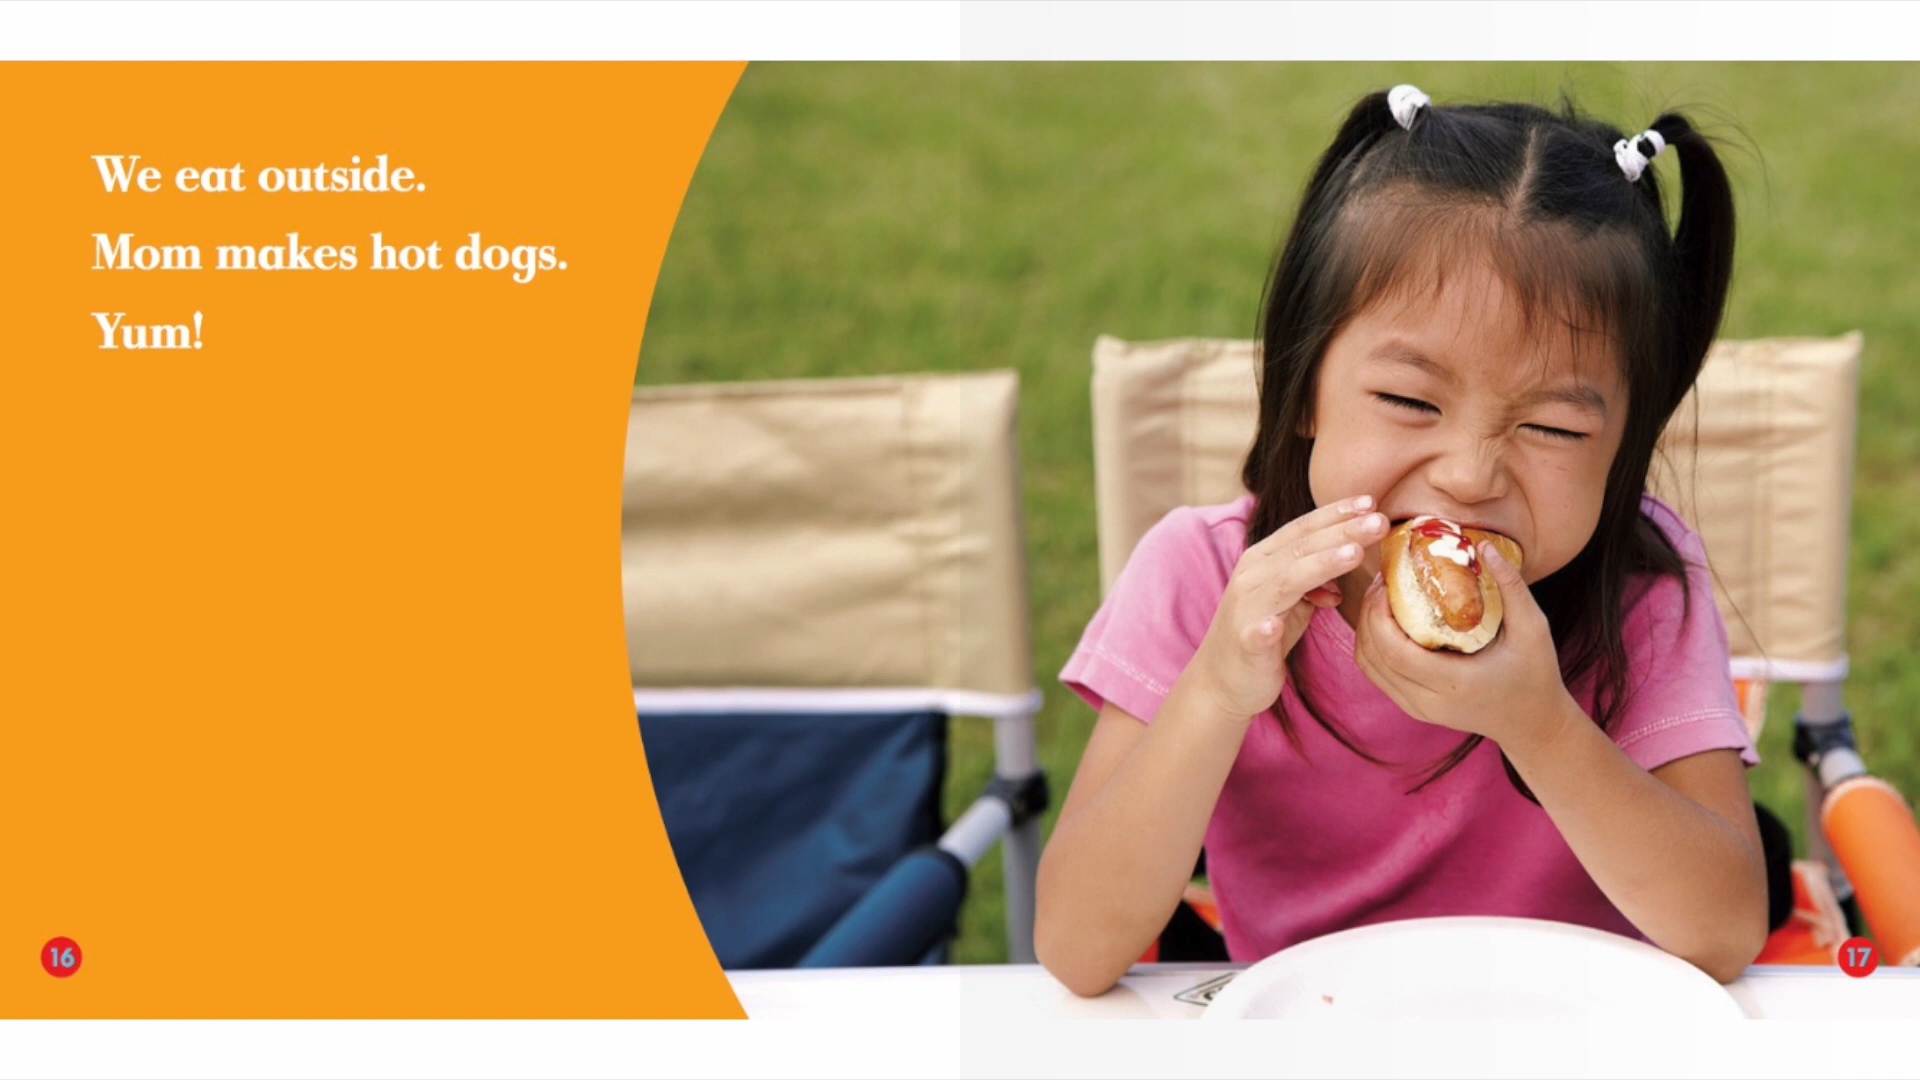 We eat outside.
Mom makes hot dogs.
Yum!
16
17